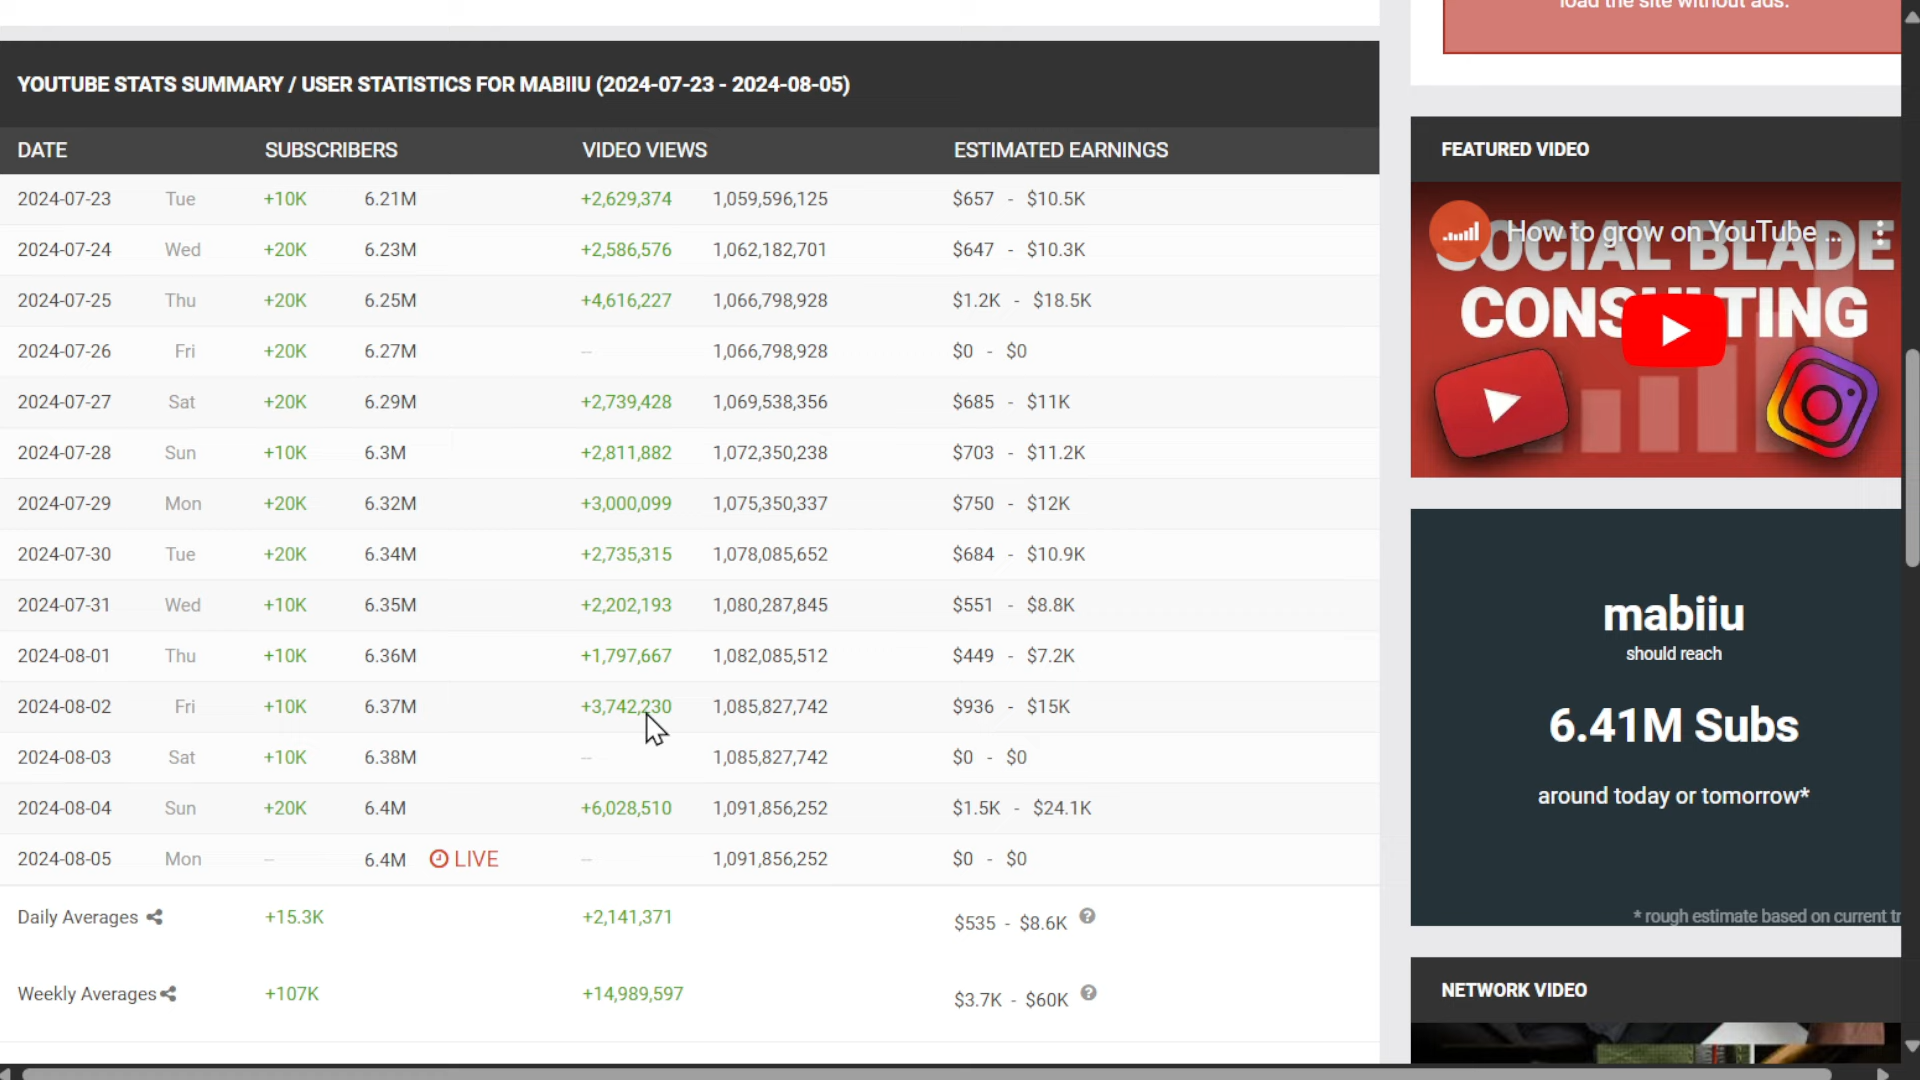 load the site without ads.
YOUTUBE STATS SUMMARY / USER STATISTICS FOR MABIIU (2024-07-23 - 2024-08-05)
DATE SUBSCRIBERS VIDEO VIEWS ESTIMATED EARNINGS
2024-07-23 Tue +10K 6.21M +2,629,374 1,059,596,125 $657 - $10.5K
2024-07-24 Wed +20K 6.23M +2,586,576 1,062,182,701 $647 - $10.3K
2024-07-25 Thu +20K 6.25M +4,616,227 1,066,798,928 $1.2K - $18.5K
2024-07-26 Fri +20K 6.27M -- 1,066,798,928 $0 - $0
2024-07-27 Sat +20K 6.29M +2,739,428 1,069,538,356 $685 - $11K
2024-07-28 Sun +10K 6.3M +2,811,882 1,072,350,238 $703 - $11.2K
2024-07-29 Mon +20K 6.32M +3,000,099 1,075,350,337 $750 - $12K
2024-07-30 Tue +20K 6.34M +2,735,315 1,078,085,652 $684 - $10.9K
2024-07-31 Wed +10K 6.35M +2,202,193 1,080,287,845 $551 - $8.8K
2024-08-01 Thu +10K 6.36M +1,797,667 1,082,085,512 $449 - $7.2K
2024-08-02 Fri +10K 6.37M +3,742,230 1,085,827,742 $936 - $15K
2024-08-03 Sat +10K 6.38M -- 1,085,827,742 $0 - $0
2024-08-04 Sun +20K 6.4M +6,028,510 1,091,856,252 $1.5K - $24.1K
2024-08-05 Mon -- 6.4M LIVE -- 1,091,856,252 $0 - $0
Daily Averages +15.3K +2,141,371 $535 - $8.6K
Weekly Averages +107K +14,989,597 $3.7K - $60K
FEATURED VIDEO
How to grow on YouTube ...
SOCIAL BLADE
CONSULTING
mabiiu
should reach
6.41M Subs
around today or tomorrow*
* rough estimate based on current
NETWORK VIDEO